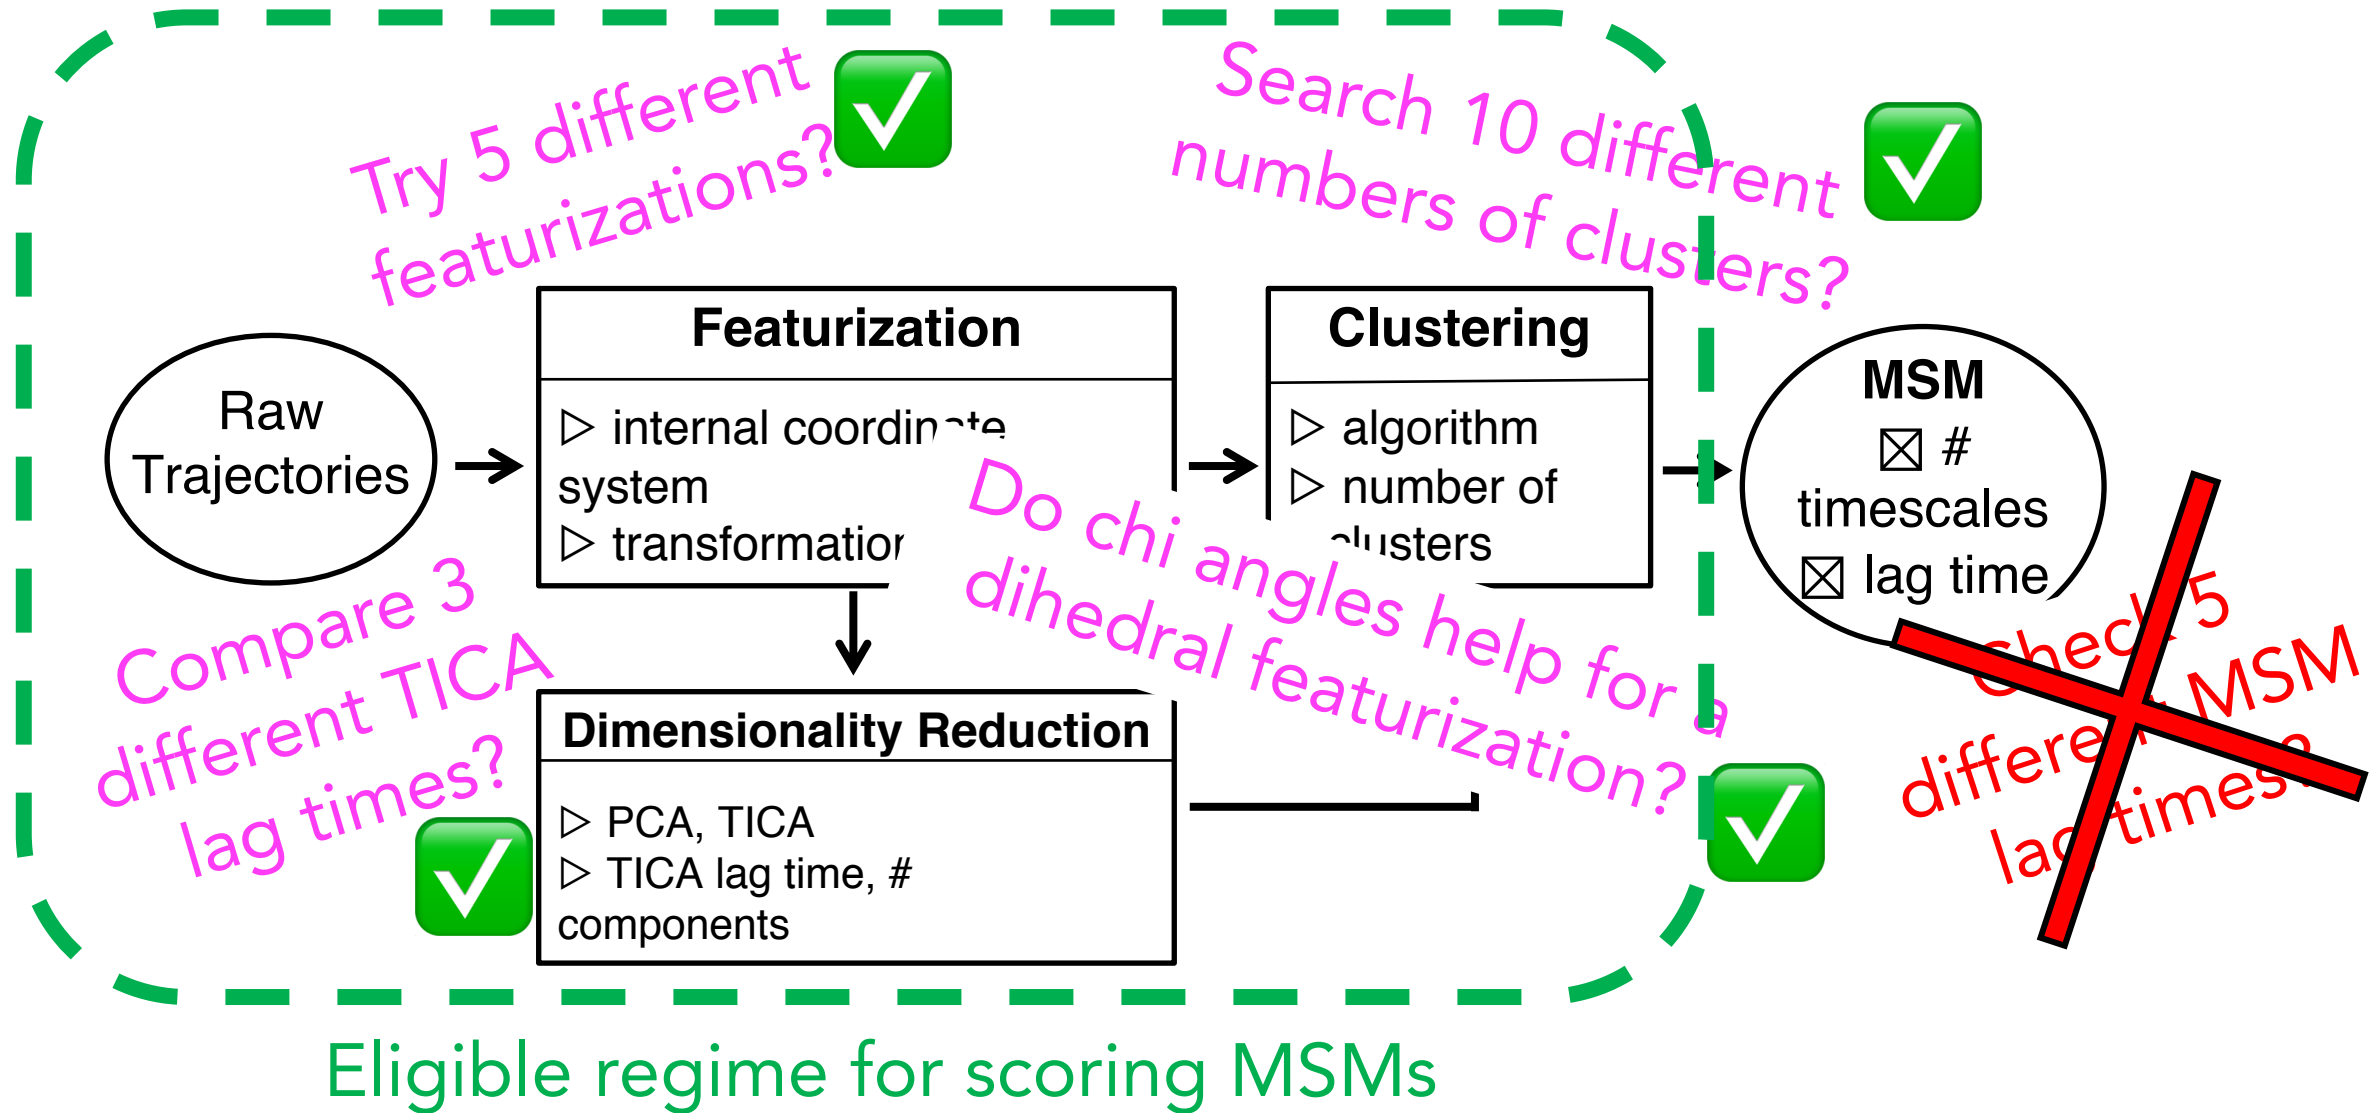 Try 5 different
featurizations?
Search 10 different
numbers of clusters?
Raw
Trajectories
Featurization
▷ internal coordinate
system
▷ transformation
Clustering
▷ algorithm
▷ number of
clusters
MSM
☒ #
timescales
☒ lag time
Do chi angles help for a
dihedral featurization?
Compare 3
different TICA
lag times?
Dimensionality Reduction
▷ PCA, TICA
▷ TICA lag time, #
components
Check 5
different MSM
lag times?
Eligible regime for scoring MSMs